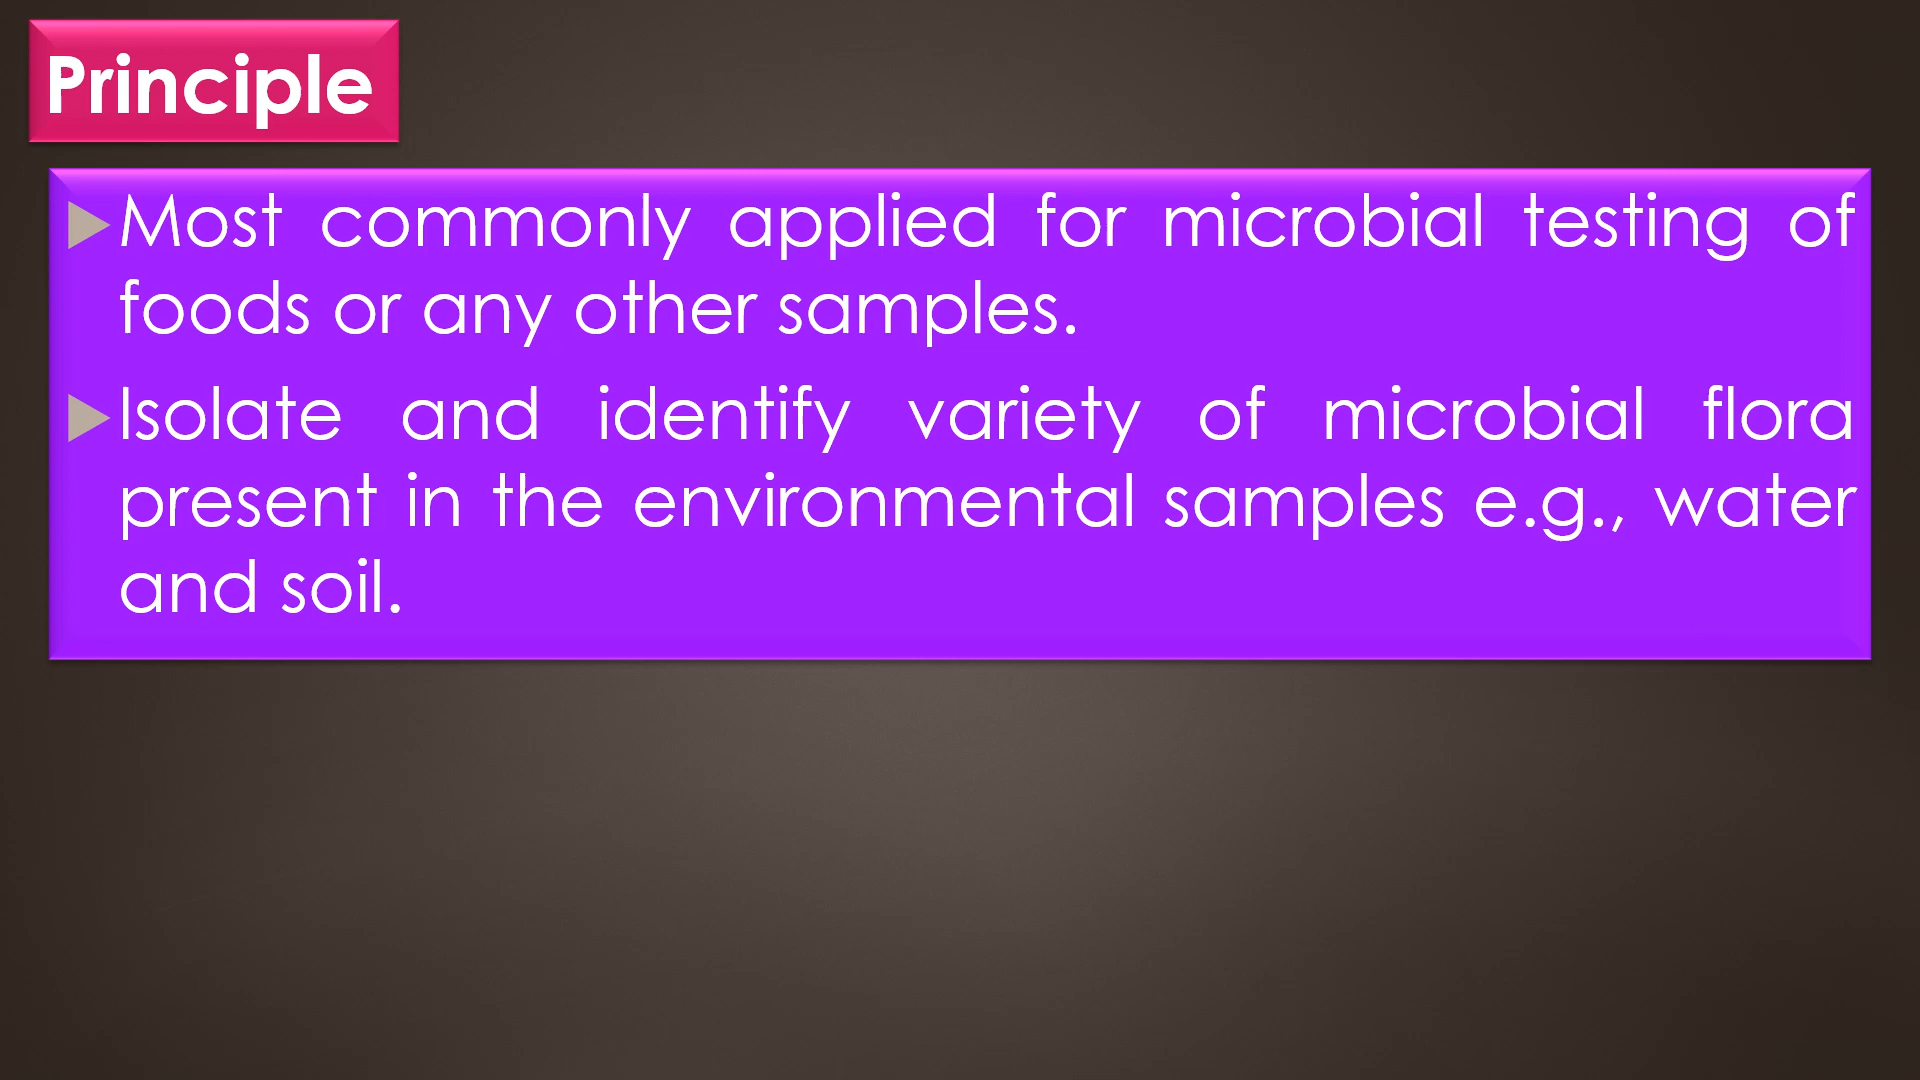 Principle
Most commonly applied for microbial testing of
foods or any other samples.
Isolate and identify variety of microbial flora
present in the environmental samples e.g., water
and soil.